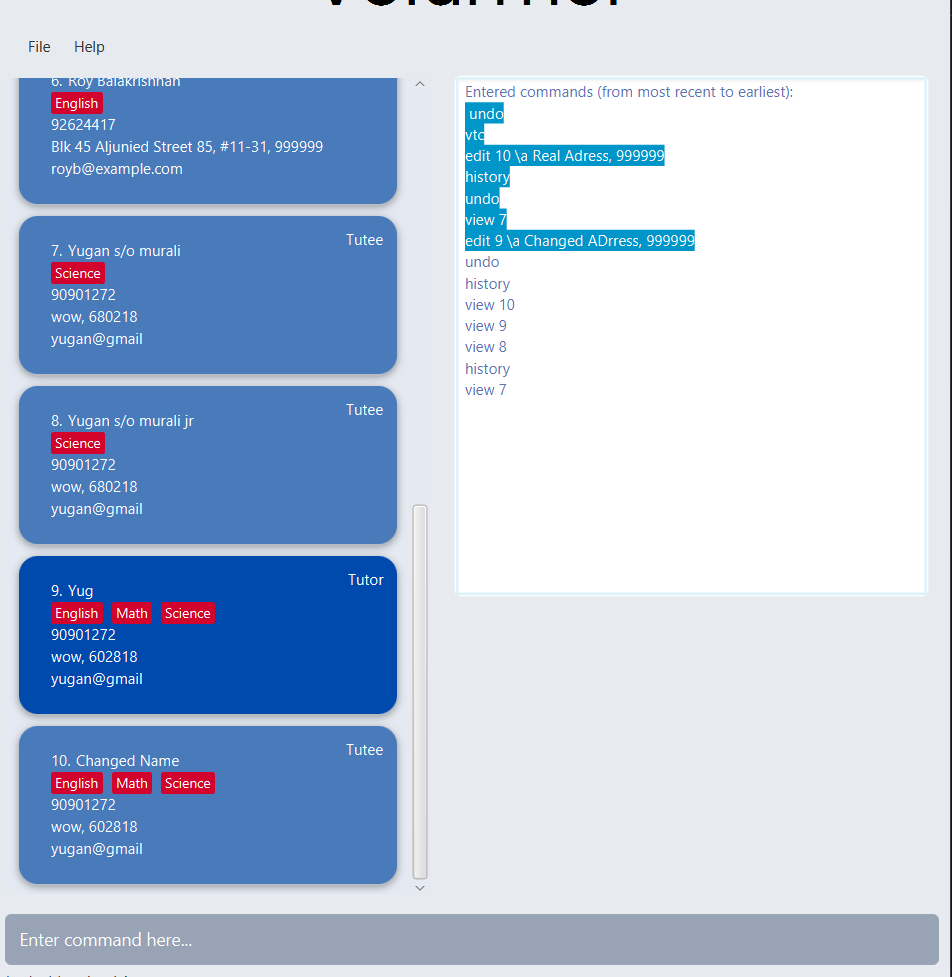 File Help
6. Roy Balakrishnan
English
92624417
Blk 45 Aljunied Street 85, #11-31, 999999
royb@example.com
Tutee
7. Yugan s/o murali
Science
90901272
wow, 680218
yugan@gmail
Tutee
8. Yugan s/o murali jr
Science
90901272
wow, 680218
yugan@gmail
Tutor
9. Yug
English Math Science
90901272
wow, 602818
yugan@gmail
Tutee
10. Changed Name
English Math Science
90901272
wow, 602818
yugan@gmail
Entered commands (from most recent to earliest):
undo
vto
edit 10 \a Real Adress, 999999
history
undo
view 7
edit 9 \a Changed ADrress, 999999
undo
history
view 10
view 9
view 8
history
view 7
Enter command here...